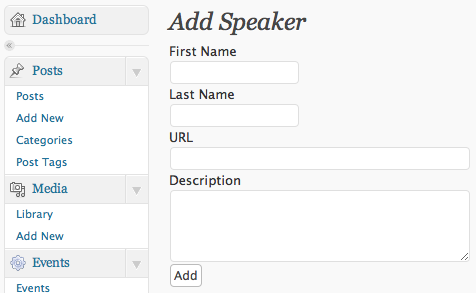 Dashboard
Posts
Posts
Add New
Categories
Post Tags
Media
Library
Add New
Events
Events
Add Speaker
First Name
Last Name
URL
Description
Add